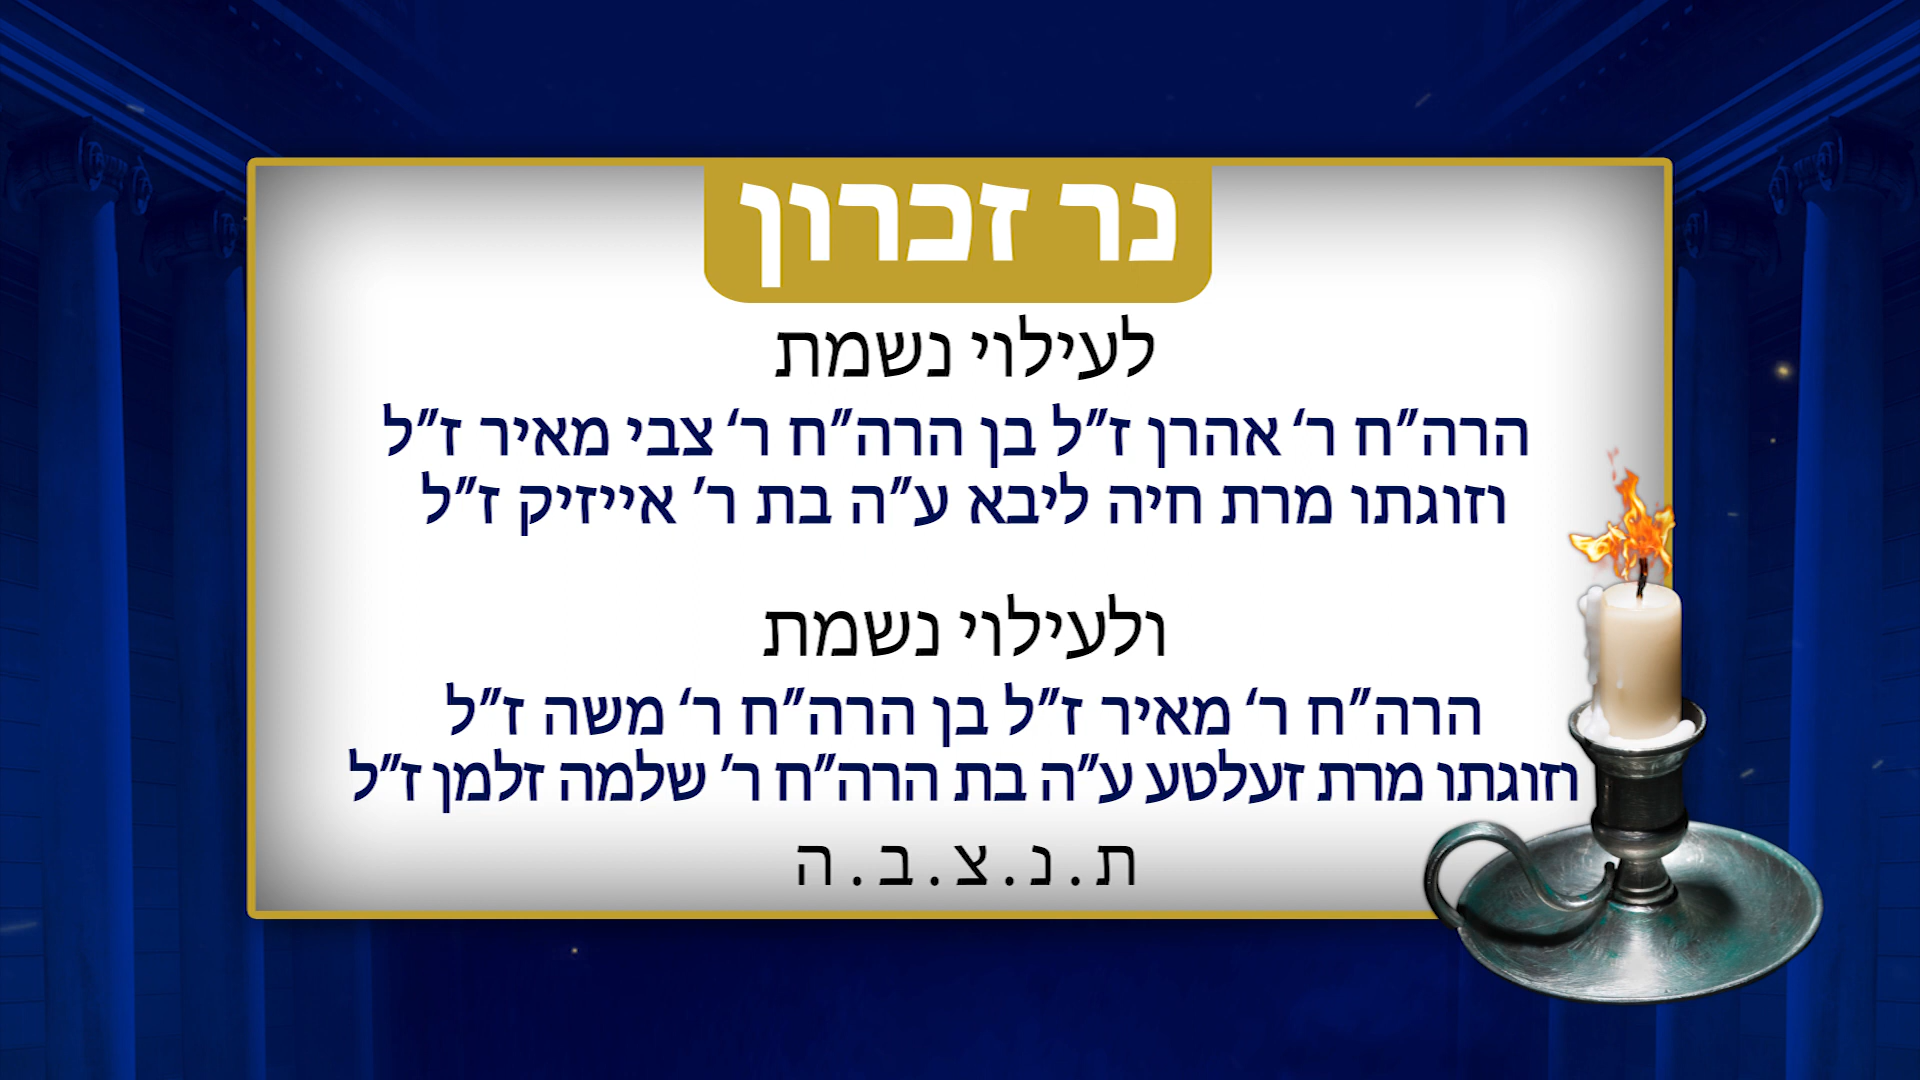 נר זכרון
לעילוי נשמת
הרה״ח ר׳ אהרן ז״ל בן הרה״ח ר׳ צבי מאיר ז״ל
וזוגתו מרת חיה ליבא ע״ה בת ר׳ אייזיק ז״ל
ולעילוי נשמת
הרה״ח ר׳ מאיר ז״ל בן הרה״ח ר׳ משה ז״ל
וזוגתו מרת זעלטע ע״ה בת הרה״ח ר׳ שלמה זלמן ז״ל
ת.נ.צ.ב.ה